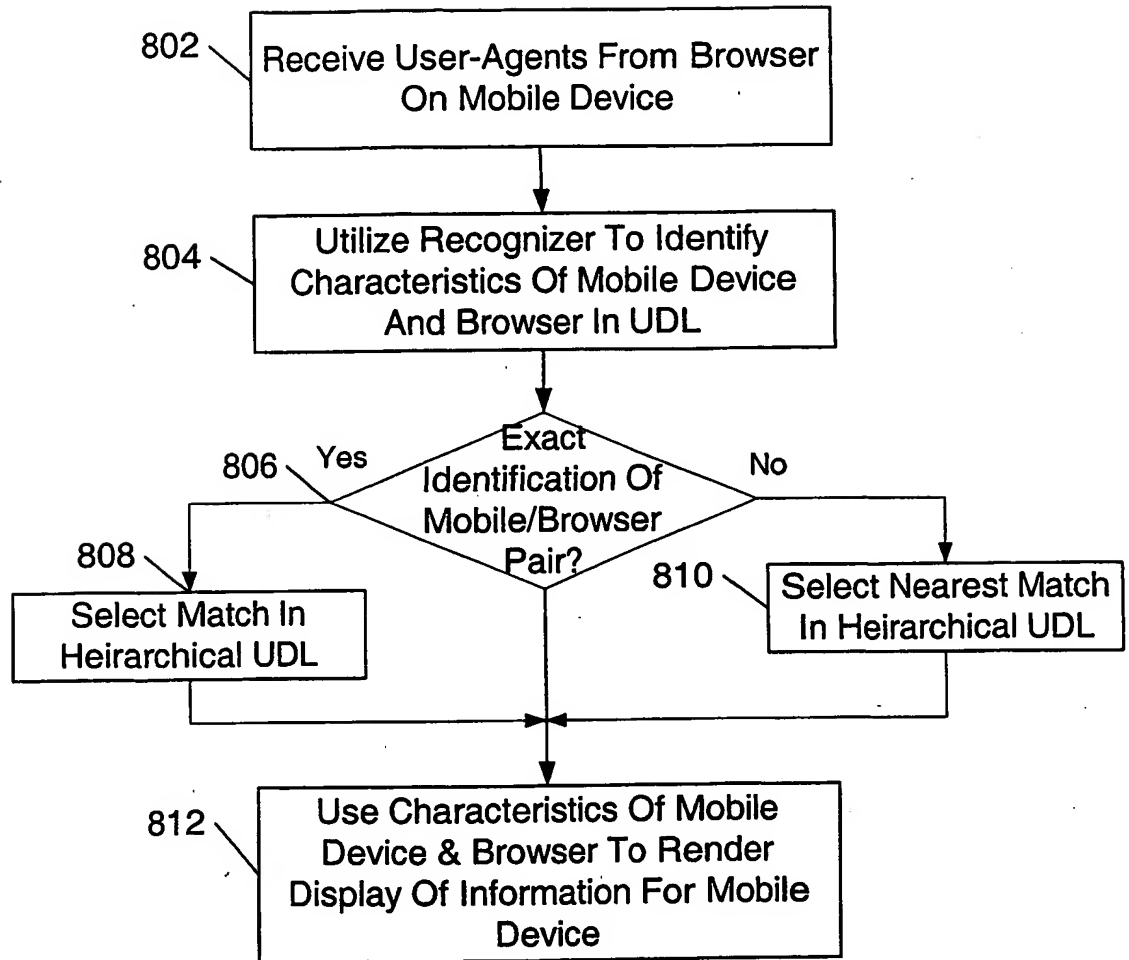 802
Receive User-Agents From Browser
On Mobile Device
804
Utilize Recognizer To Identify
Characteristics Of Mobile Device
And Browser In UDL
806
Yes
Exact
Identification Of
Mobile/Browser
Pair?
No
808
Select Match In
Heirarchical UDL
810
Select Nearest Match
In Heirarchical UDL
812
Use Characteristics Of Mobile
Device & Browser To Render
Display Of Information For Mobile
Device